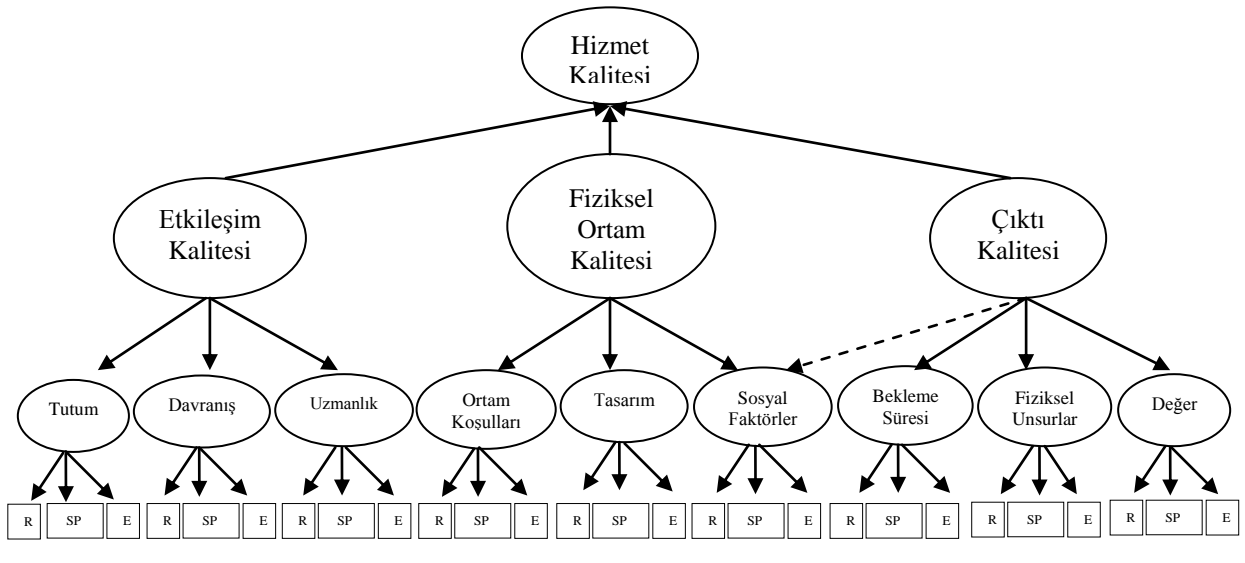 Hizmet
Kalitesi
Etkileşim
Kalitesi
Fiziksel
Ortam
Kalitesi
Çıktı
Kalitesi
Tutum
Davranış
Uzmanlık
Ortam
Koşulları
Tasarım
Sosyal
Faktörler
Bekleme
Süresi
Fiziksel
Unsurlar
Değer
R SP E R SP E R SP E R SP E R SP E R SP E R SP E R SP E R SP E